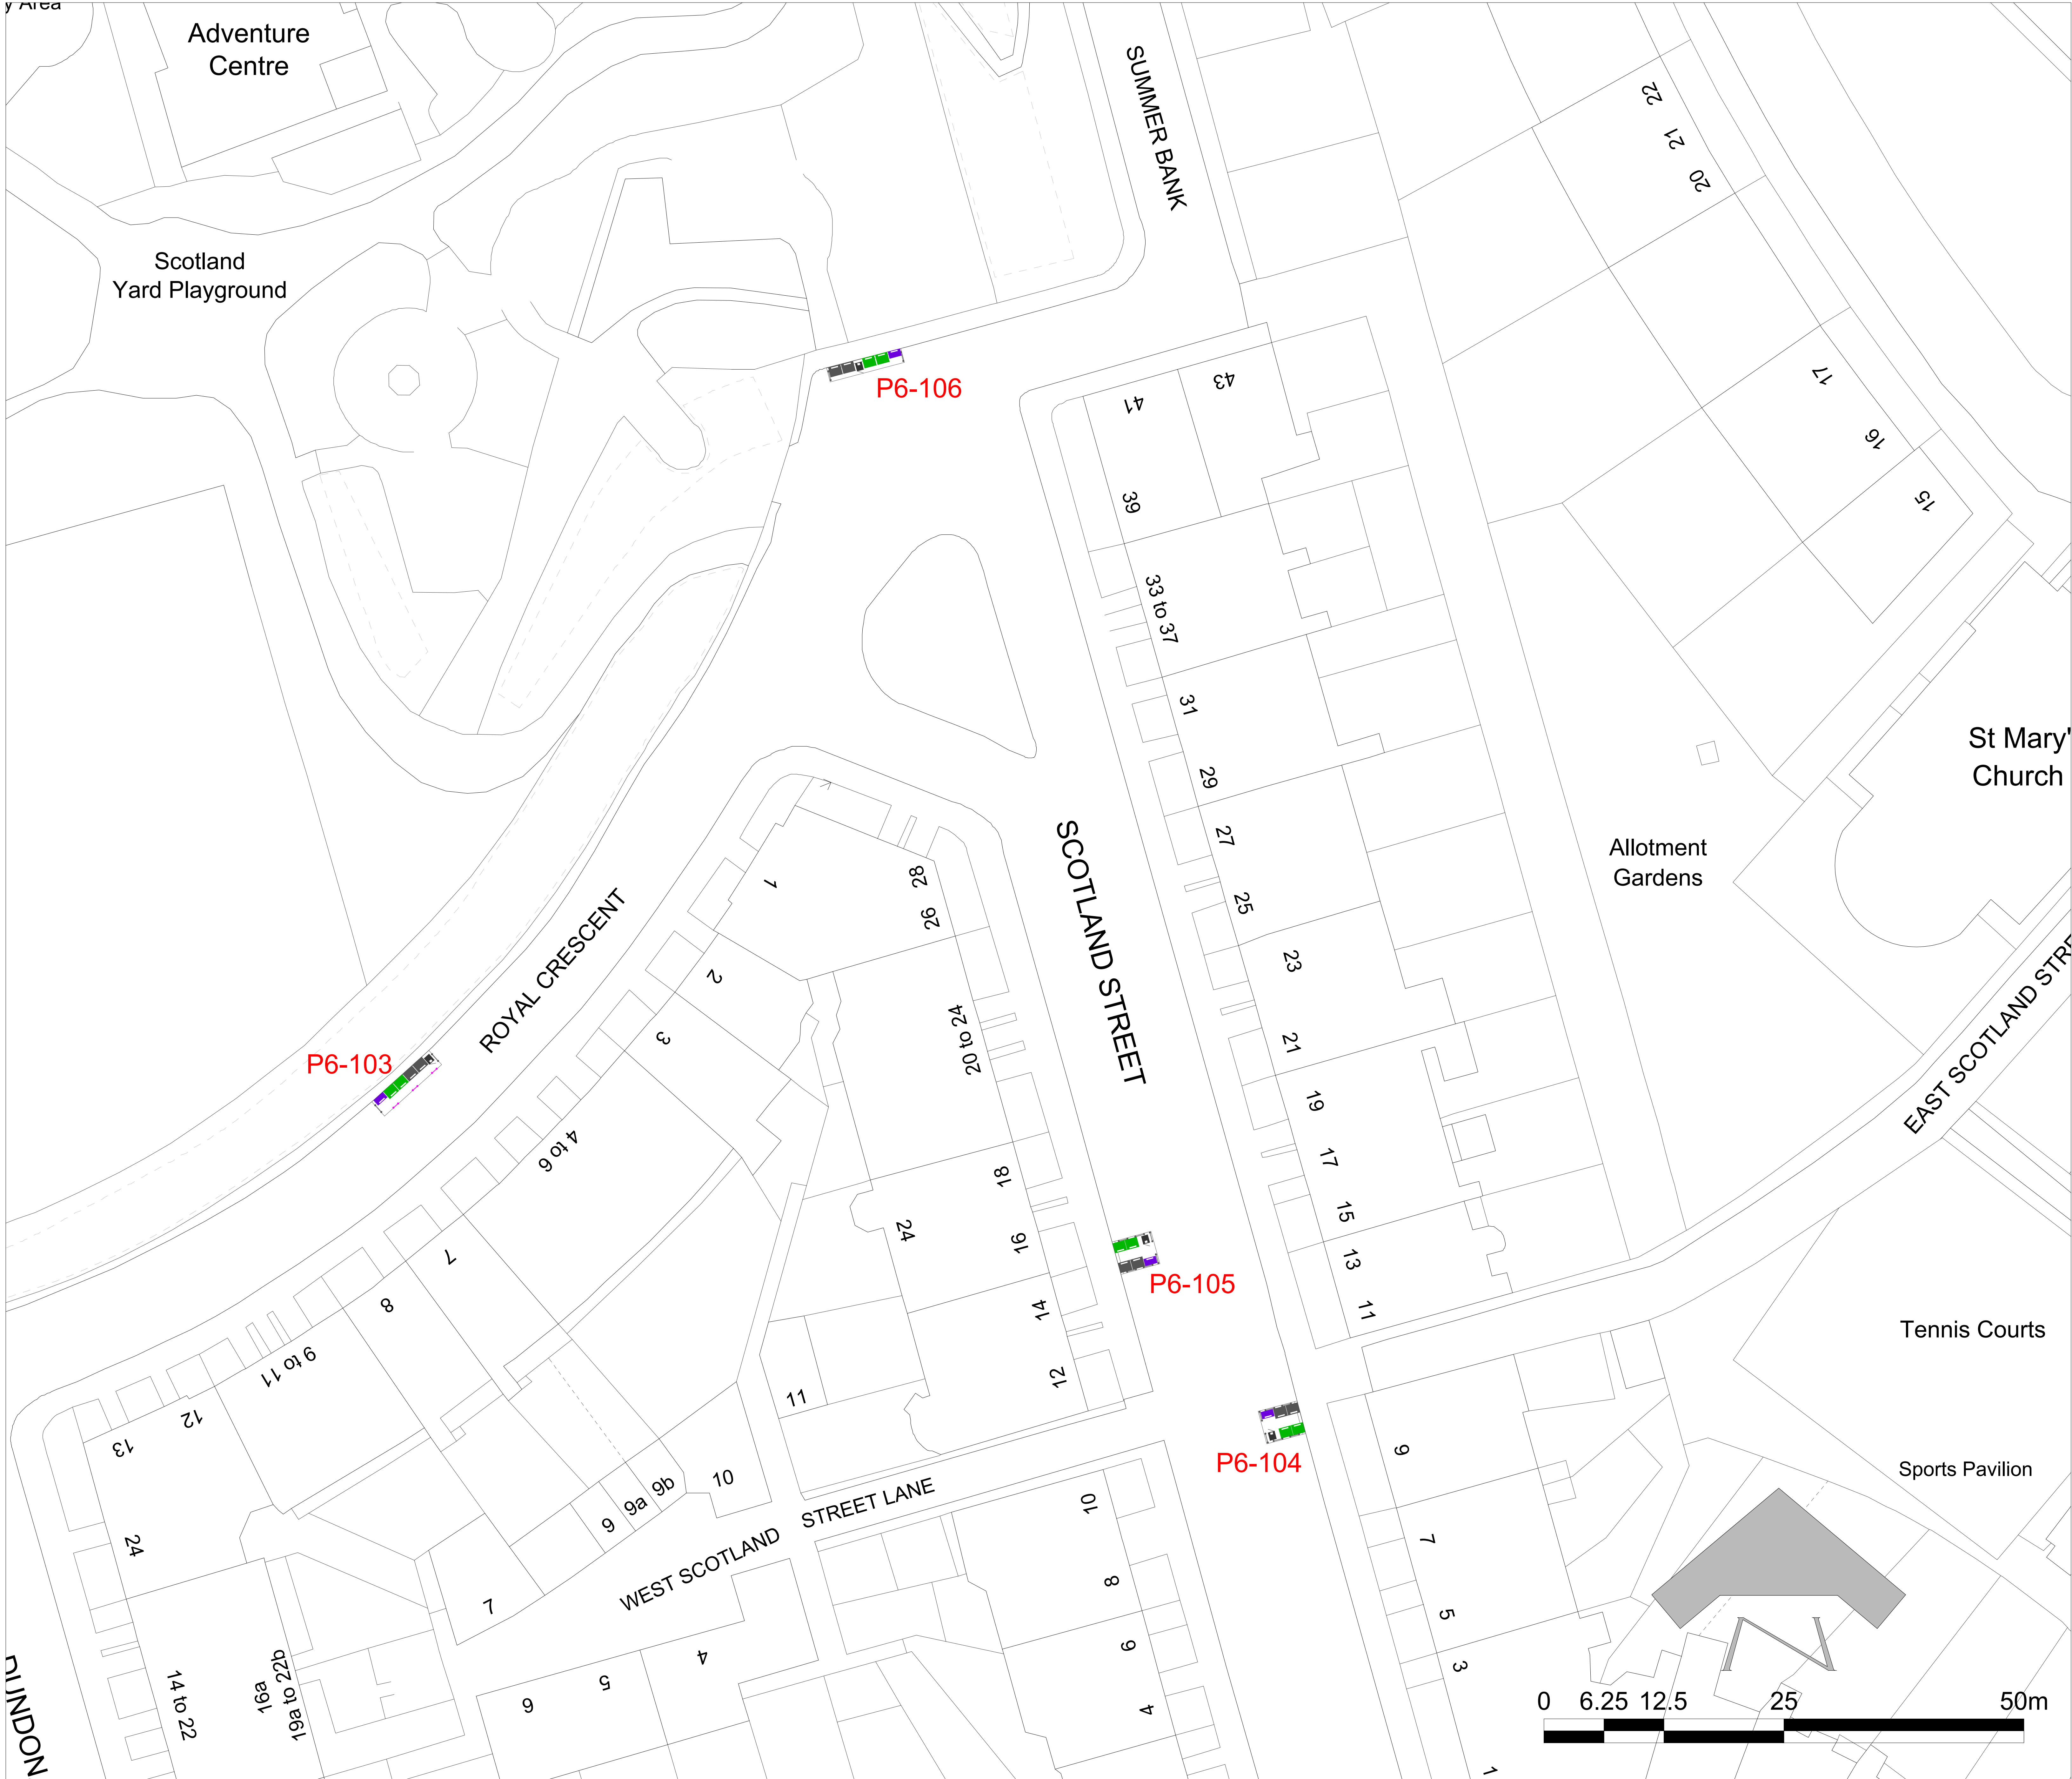 y Area
Adventure
Centre
SUMMER BANK
22
21
20
Scotland
Yard Playground
P6-106
43
41
39
17
16
15
33 to 37
31
29
27
25
23
21
19
17
15
13
11
St Mary'
Church
Allotment
Gardens
SCOTLAND STREET
ROYAL CRESCENT
1
2
3
4 to 6
7
8
9 to 11
12
13
28
26
20 to 24
18
16
14
12
24
11
P6-103
P6-105
P6-104
EAST SCOTLAND STRE
Tennis Courts
Sports Pavilion
9
7
5
3
1
10
9b
9a
9
7
WEST SCOTLAND STREET LANE
10
8
6
4
4
5
6
24
14 to 22
16a
19a to 22b
DUNDON
N
0 6.25 12.5 25 50m